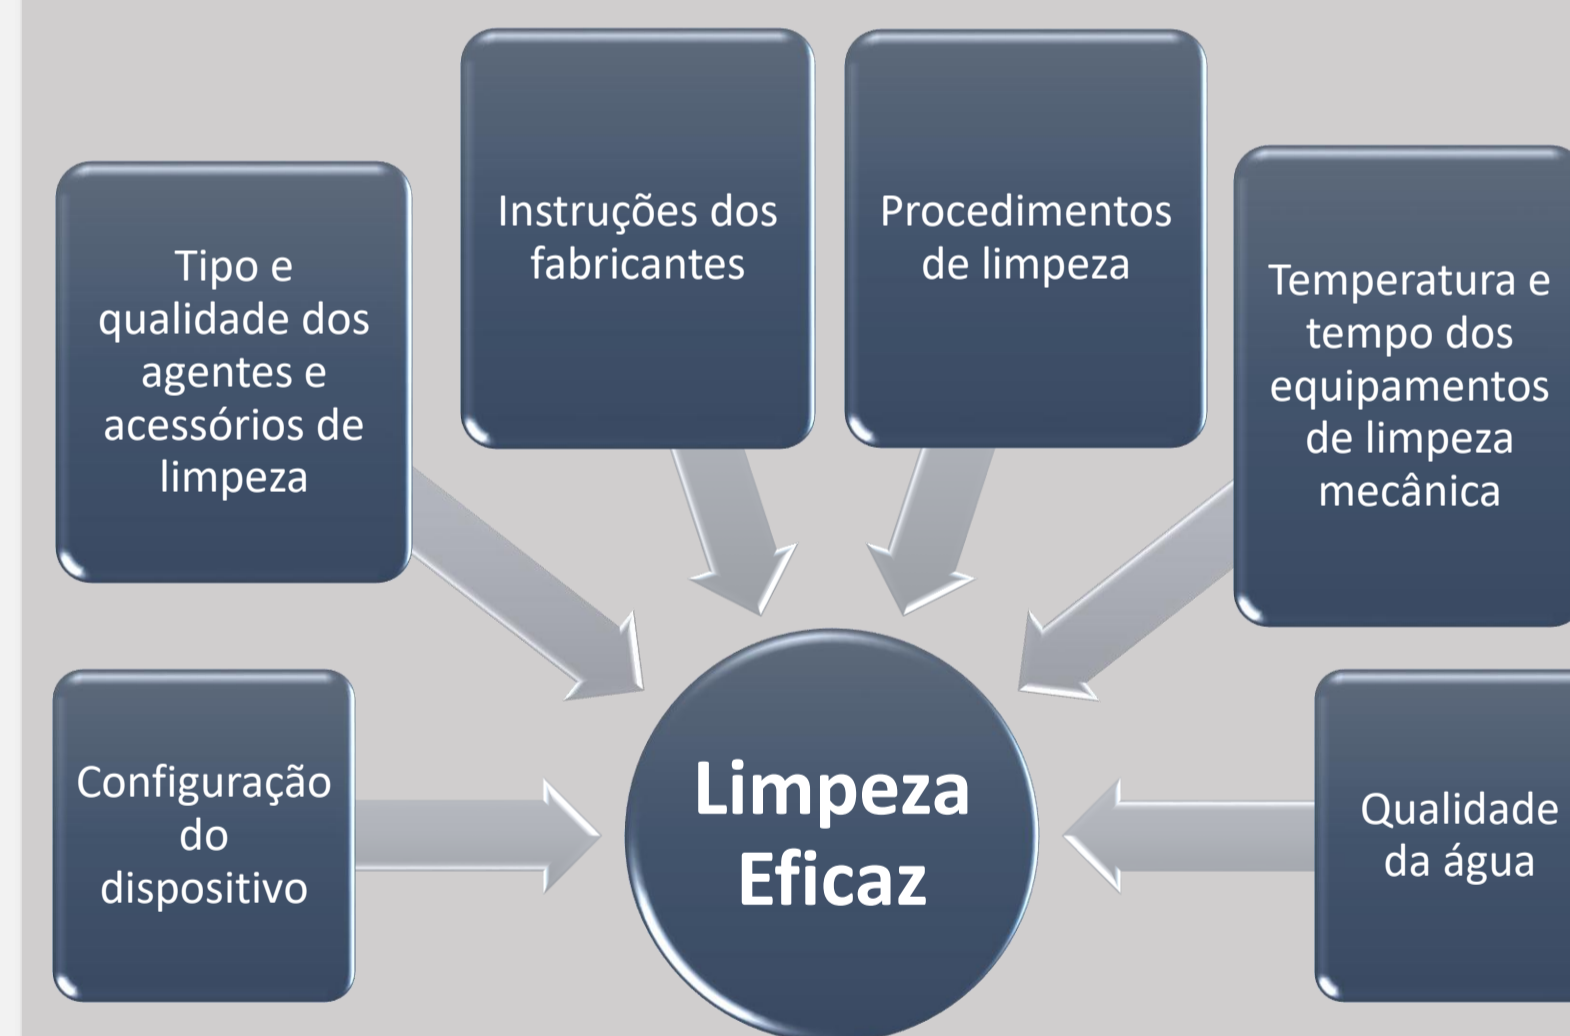 Instruções dos
fabricantes
Procedimentos
de limpeza
Tipo e
qualidade dos
agentes e
acessórios de
limpeza
Temperatura e
tempo dos
equipamentos
de limpeza
mecânica
Configuração
do
dispositivo
Limpeza
Eficaz
Qualidade
da água